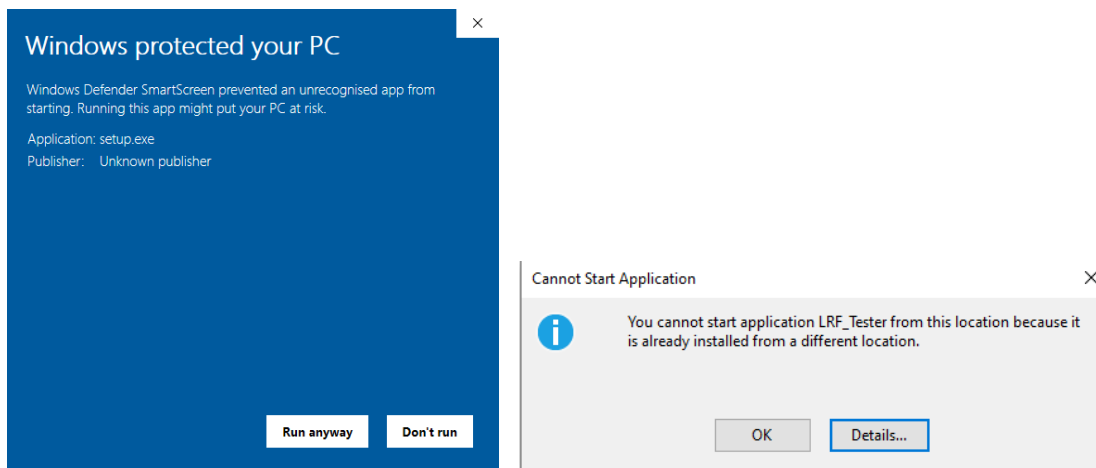 Windows protected your PC
Windows Defender SmartScreen prevented an unrecognised app from
starting. Running this app might put your PC at risk.
Application: setup.exe
Publisher: Unknown publisher
Run anyway
Don't run
Cannot Start Application
You cannot start application LRF_Tester from this location because it
is already installed from a different location.
OK
Details...